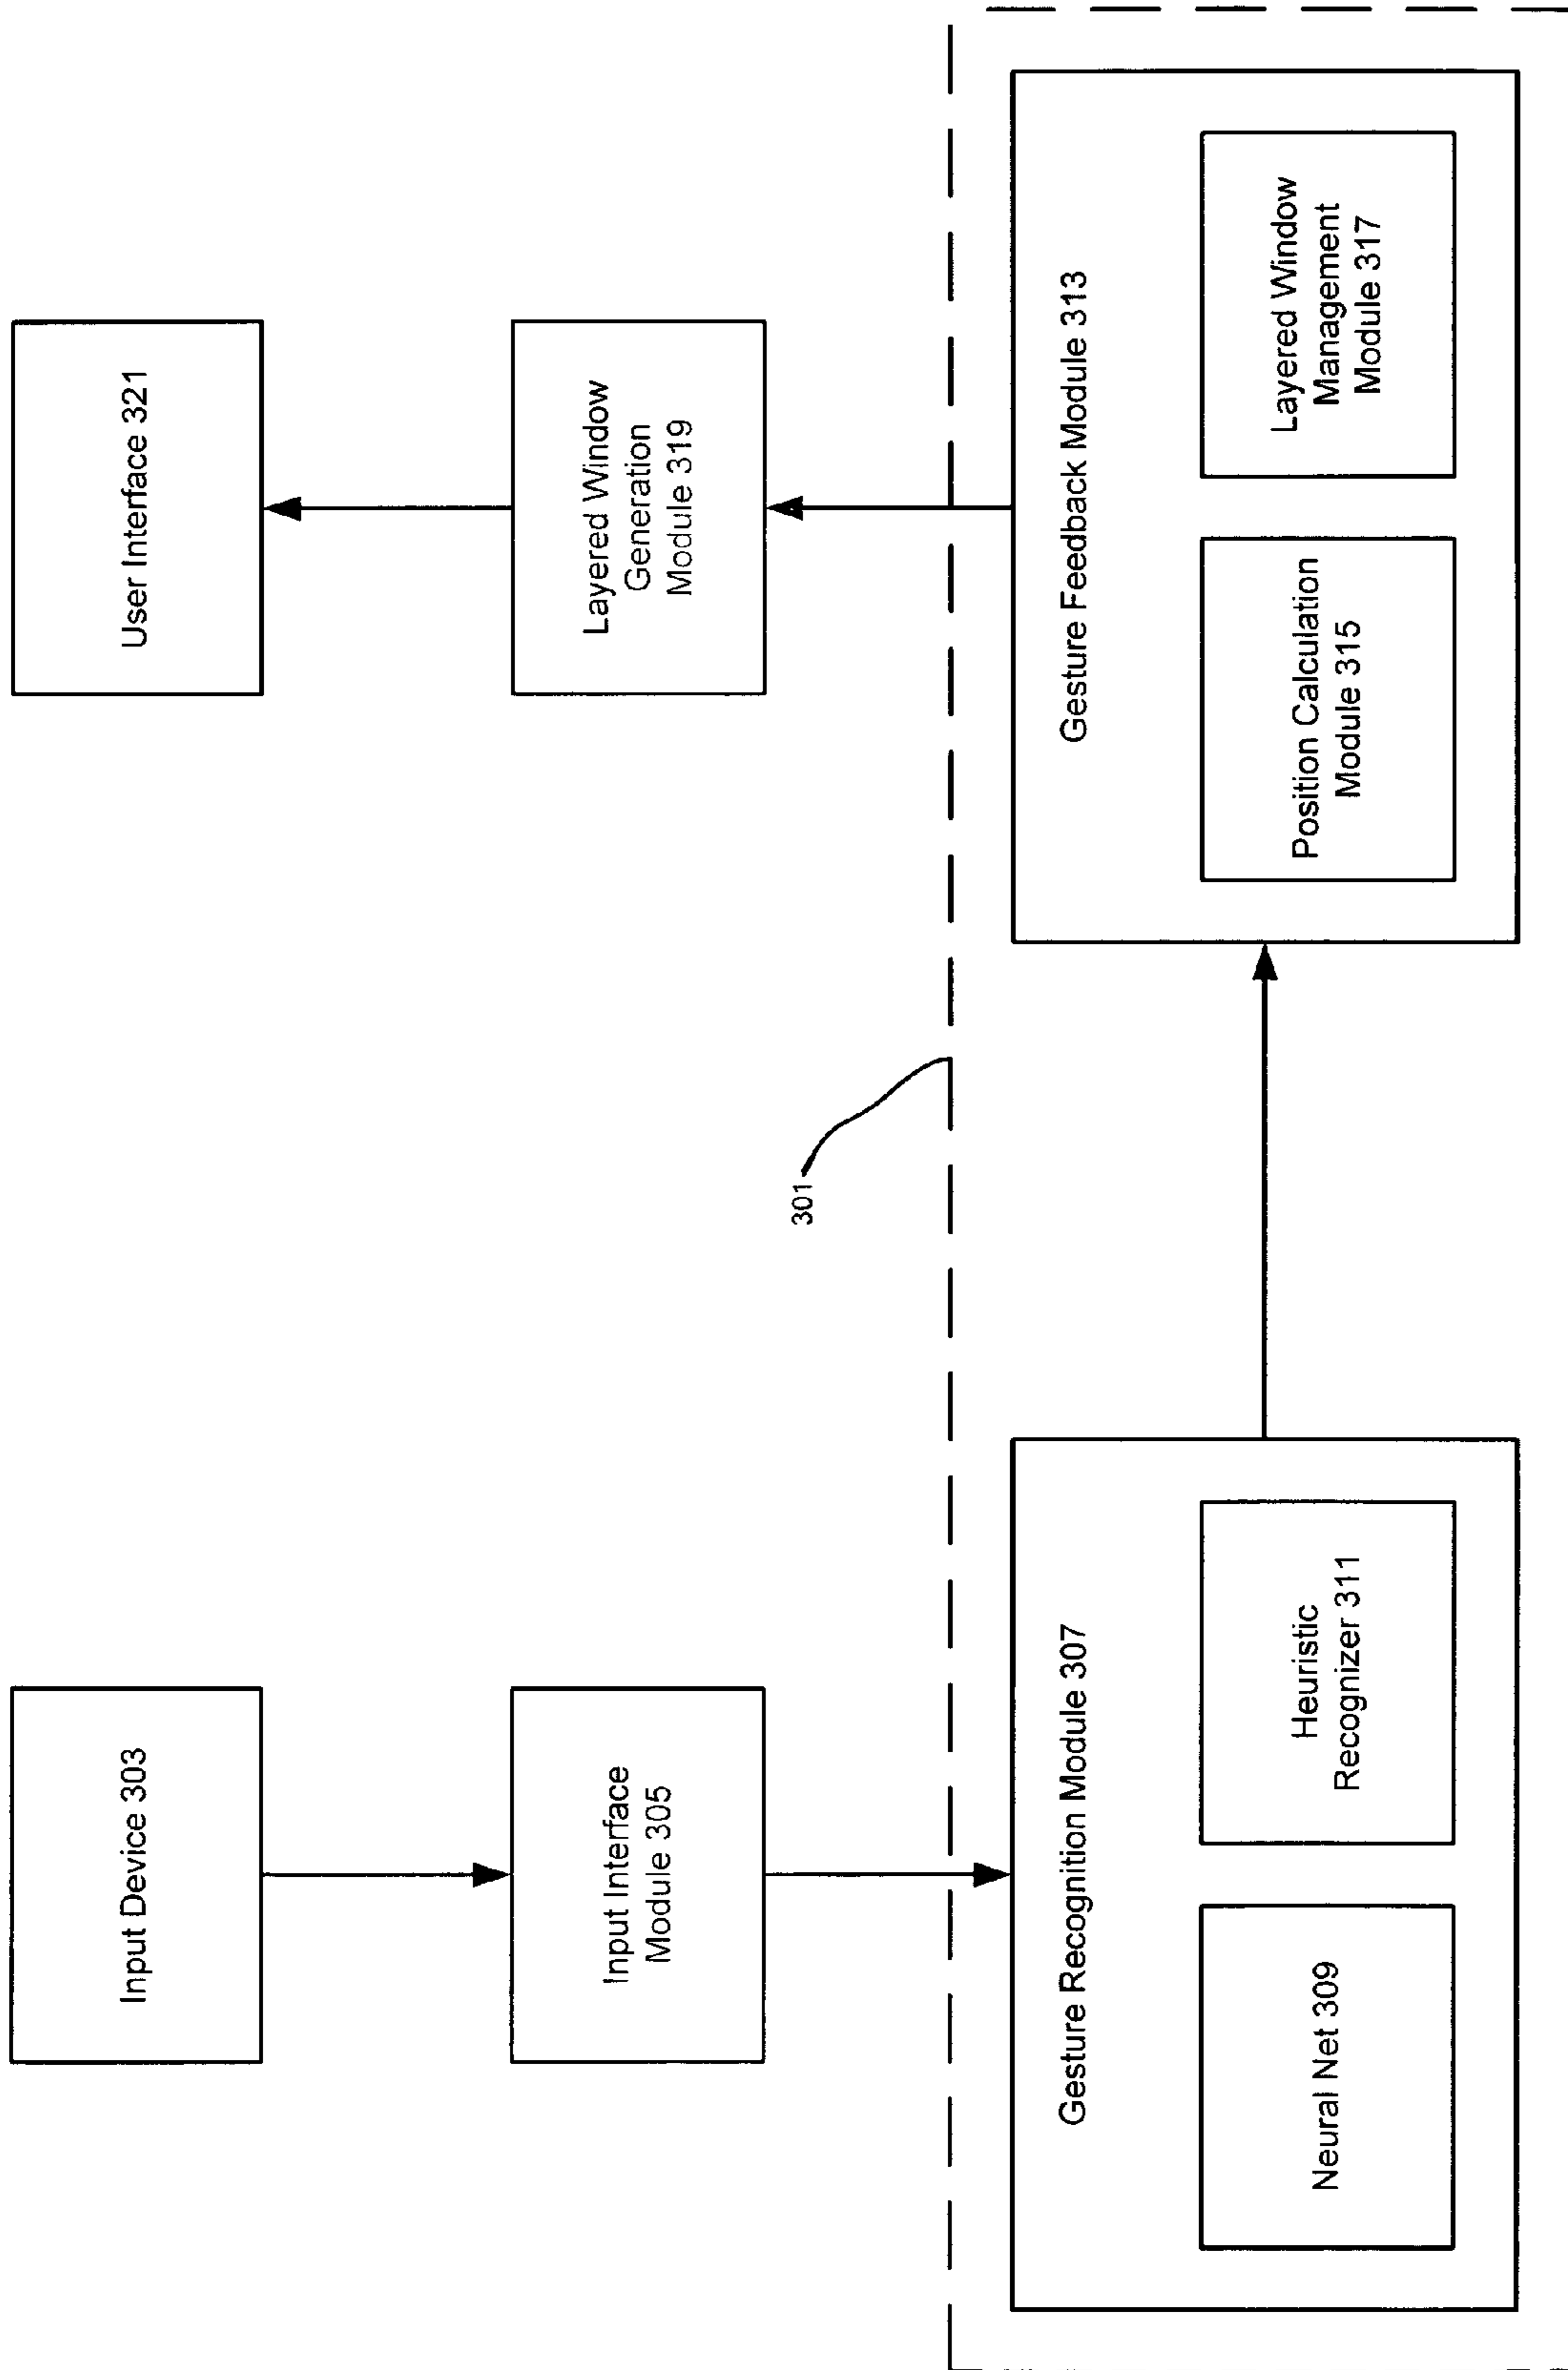 Input Device 303
User Interface 321
Input Interface
Module 305
Layered Window
Generation
Module 319
301
Gesture Recognition Module 307
Neural Net 309
Heuristic
Recognizer 311
Gesture Feedback Module 313
Position Calculation
Module 315
Layered Window
Management
Module 317